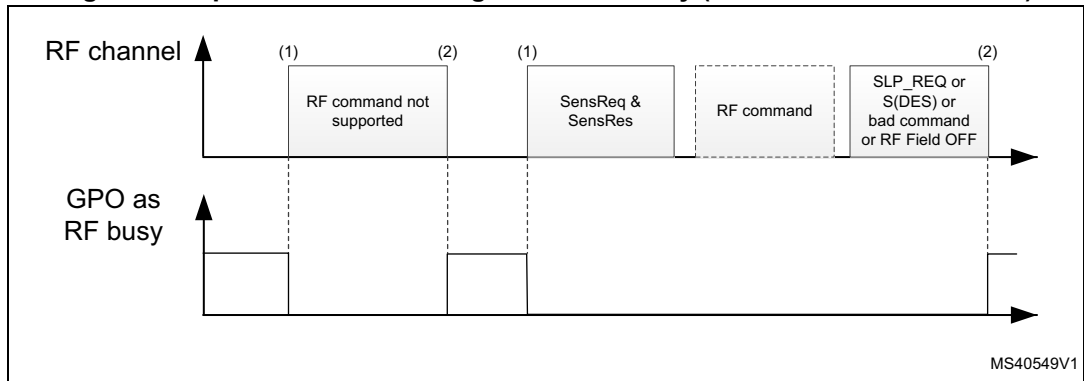 RF channel
(1)
(2)
(1)
(2)
RF command not
supported
SensReq &
SensRes
RF command
SLP_REQ or
S(DES) or
bad command
or RF Field OFF
GPO as
RF busy
MS40549V1